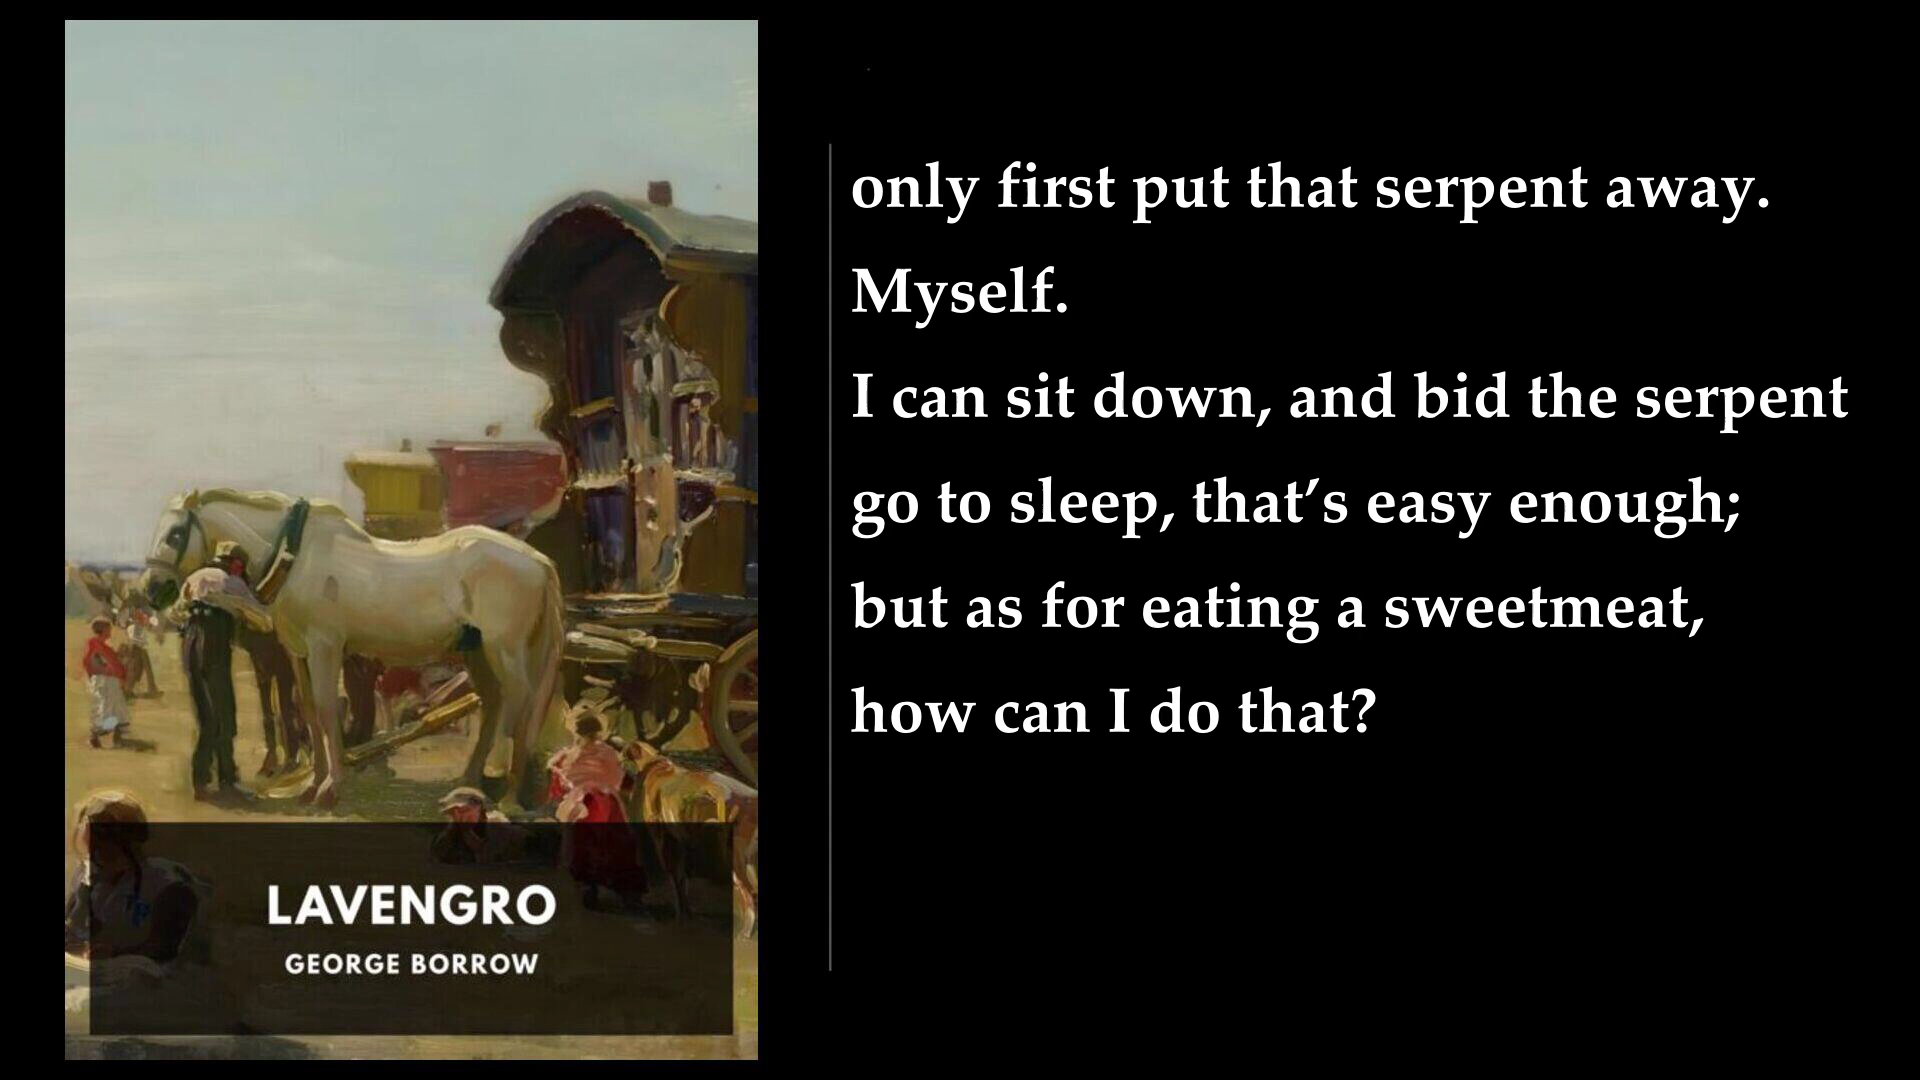 LAVENGRO
GEORGE BORROW
only first put that serpent away.
Myself.
I can sit down, and bid the serpent
go to sleep, that’s easy enough;
but as for eating a sweetmeat,
how can I do that?